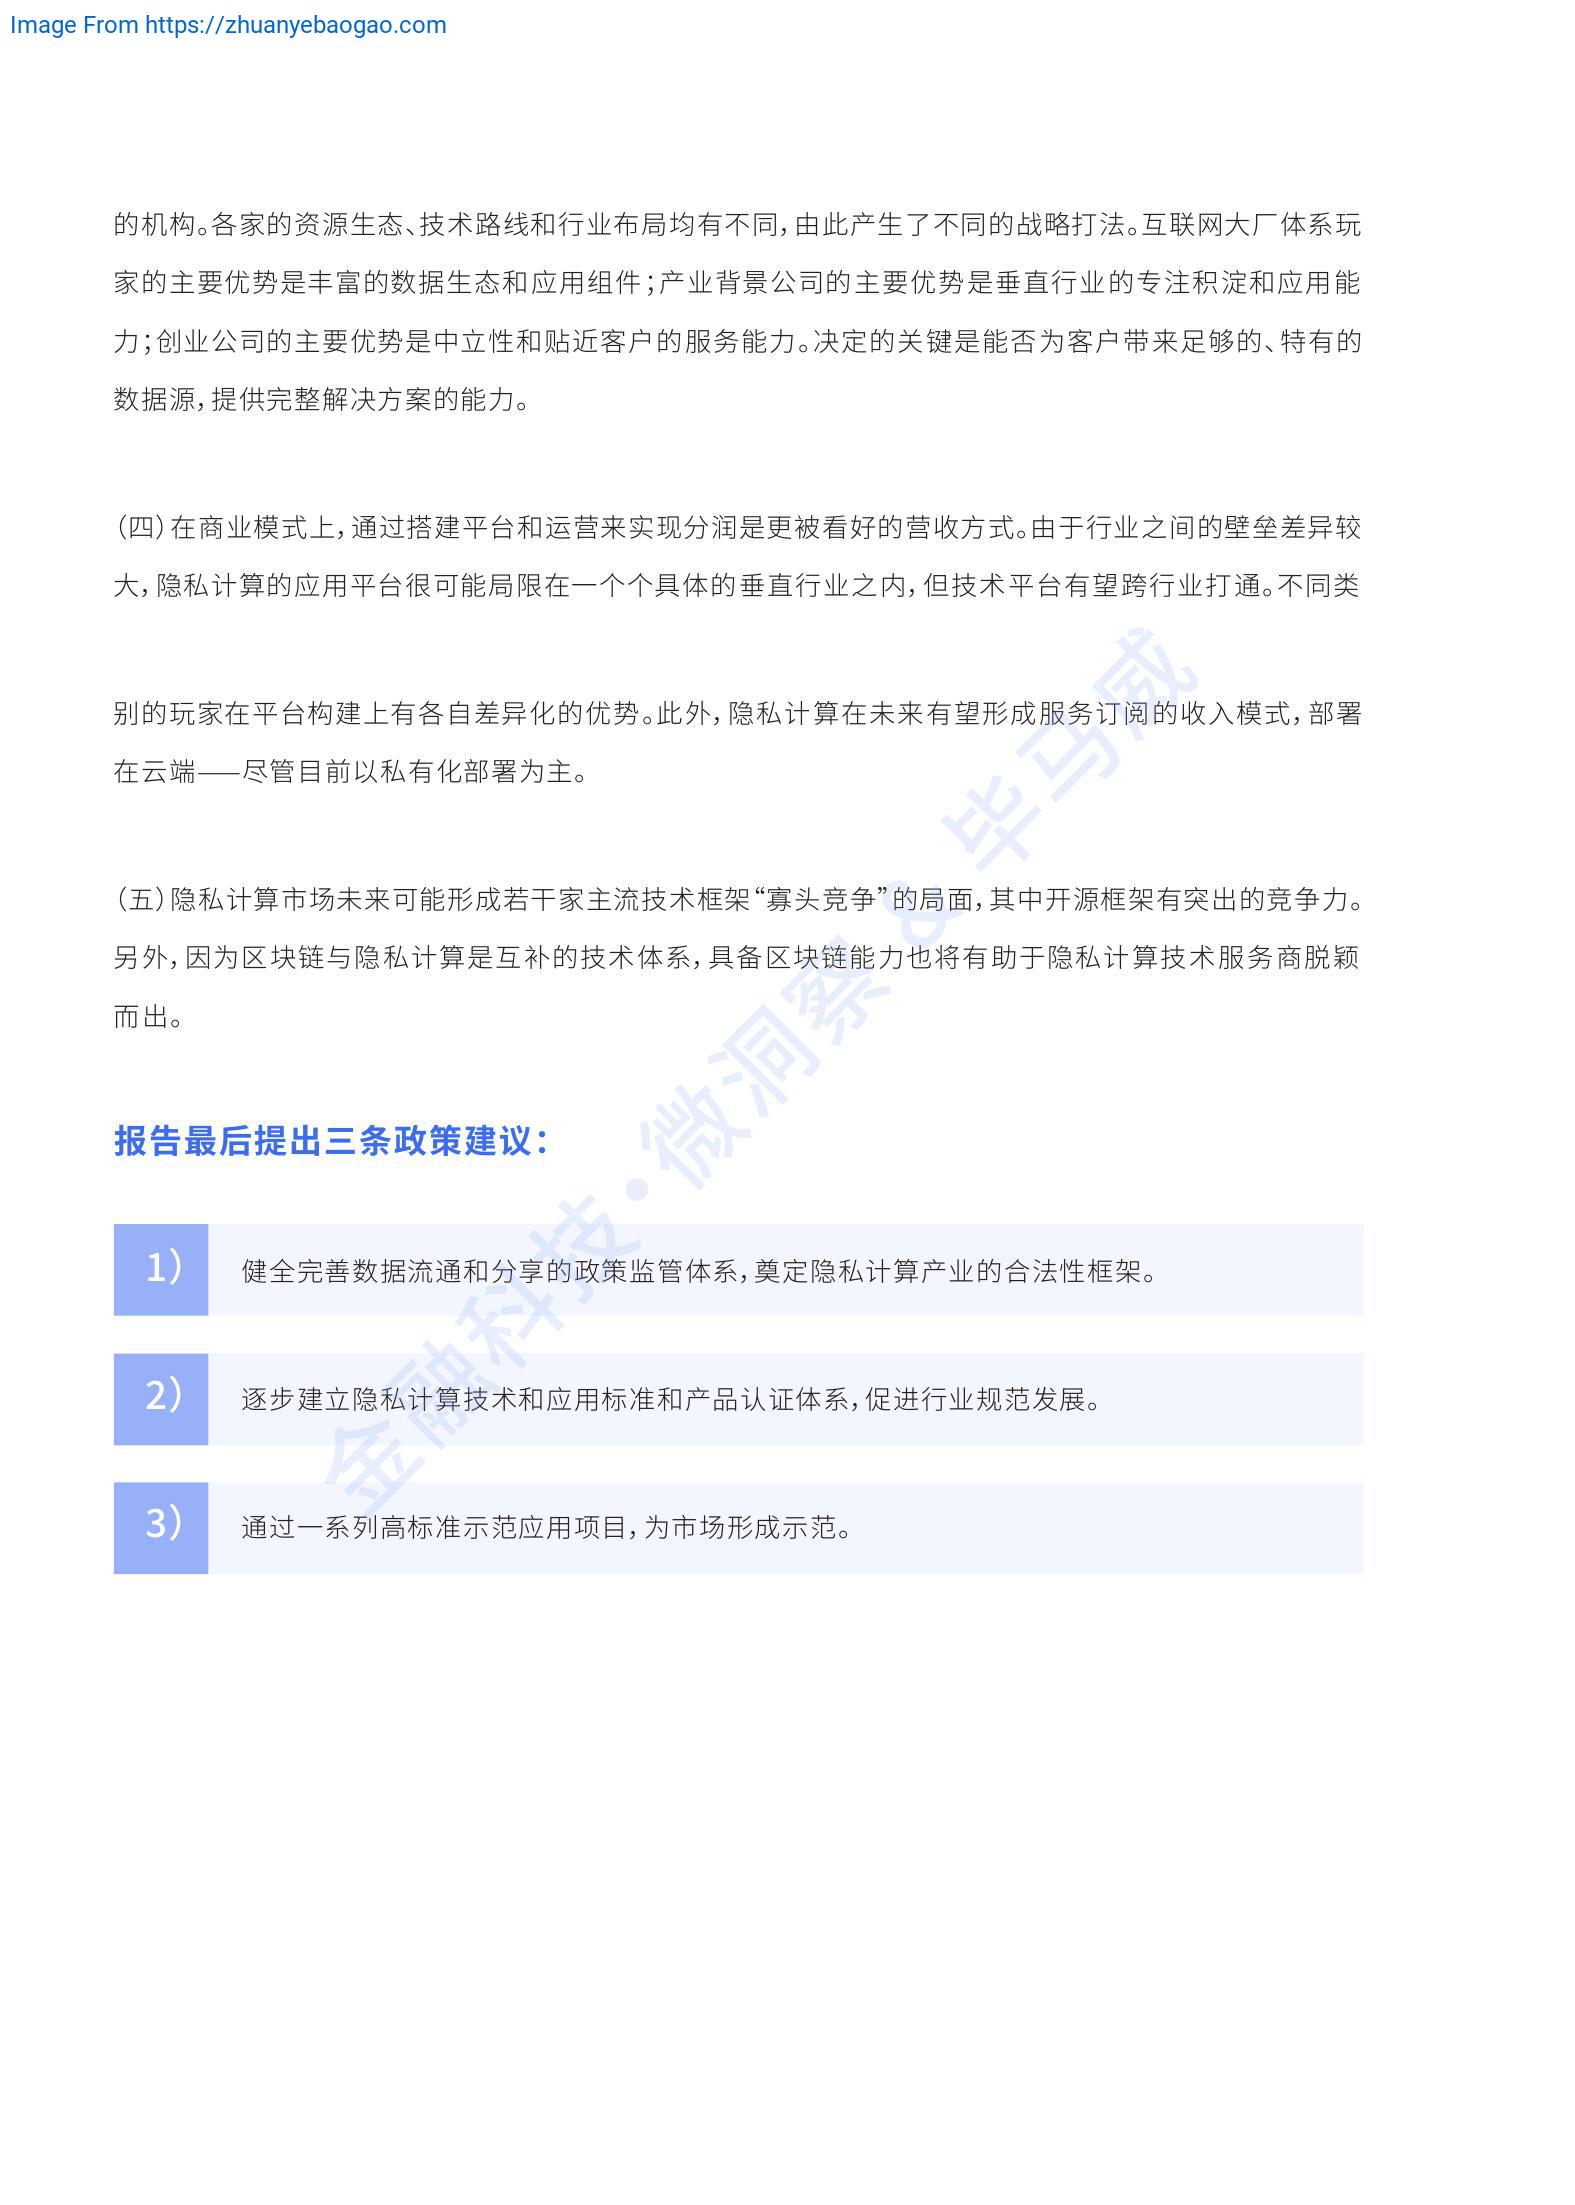 Image From https://zhuanyebaogao.com
的机构。各家的资源生态、技术路线和行业布局均有不同，由此产生了不同的战略打法。互联网大厂体系玩
家的主要优势是丰富的数据生态和应用组件；产业背景公司的主要优势是垂直行业的专注积淀和应用能
力；创业公司的主要优势是中立性和贴近客户的服务能力。决定的关键是能否为客户带来足够的、特有的
数据源，提供完整解决方案的能力。
（四）在商业模式上，通过搭建平台和运营来实现分润是更被看好的营收方式。由于行业之间的壁垒差异较
大，隐私计算的应用平台很可能局限在一个个具体的垂直行业之内，但技术平台有望跨行业打通。不同类
别的玩家在平台构建上有各自差异化的优势。此外，隐私计算在未来有望形成服务订阅的收入模式，部署
在云端——尽管目前以私有化部署为主。
（五）隐私计算市场未来可能形成若干家主流技术框架“寡头竞争”的局面，其中开源框架有突出的竞争力。
另外，因为区块链与隐私计算是互补的技术体系，具备区块链能力也将有助于隐私计算技术服务商脱颖
而出。
报告最后提出三条政策建议：
1） 健全完善数据流通和分享的政策监管体系，奠定隐私计算产业的合法性框架。
2） 逐步建立隐私计算技术和应用标准和产品认证体系，促进行业规范发展。
3） 通过一系列高标准示范应用项目，为市场形成示范。
金融科技·微洞察 & 毕马威